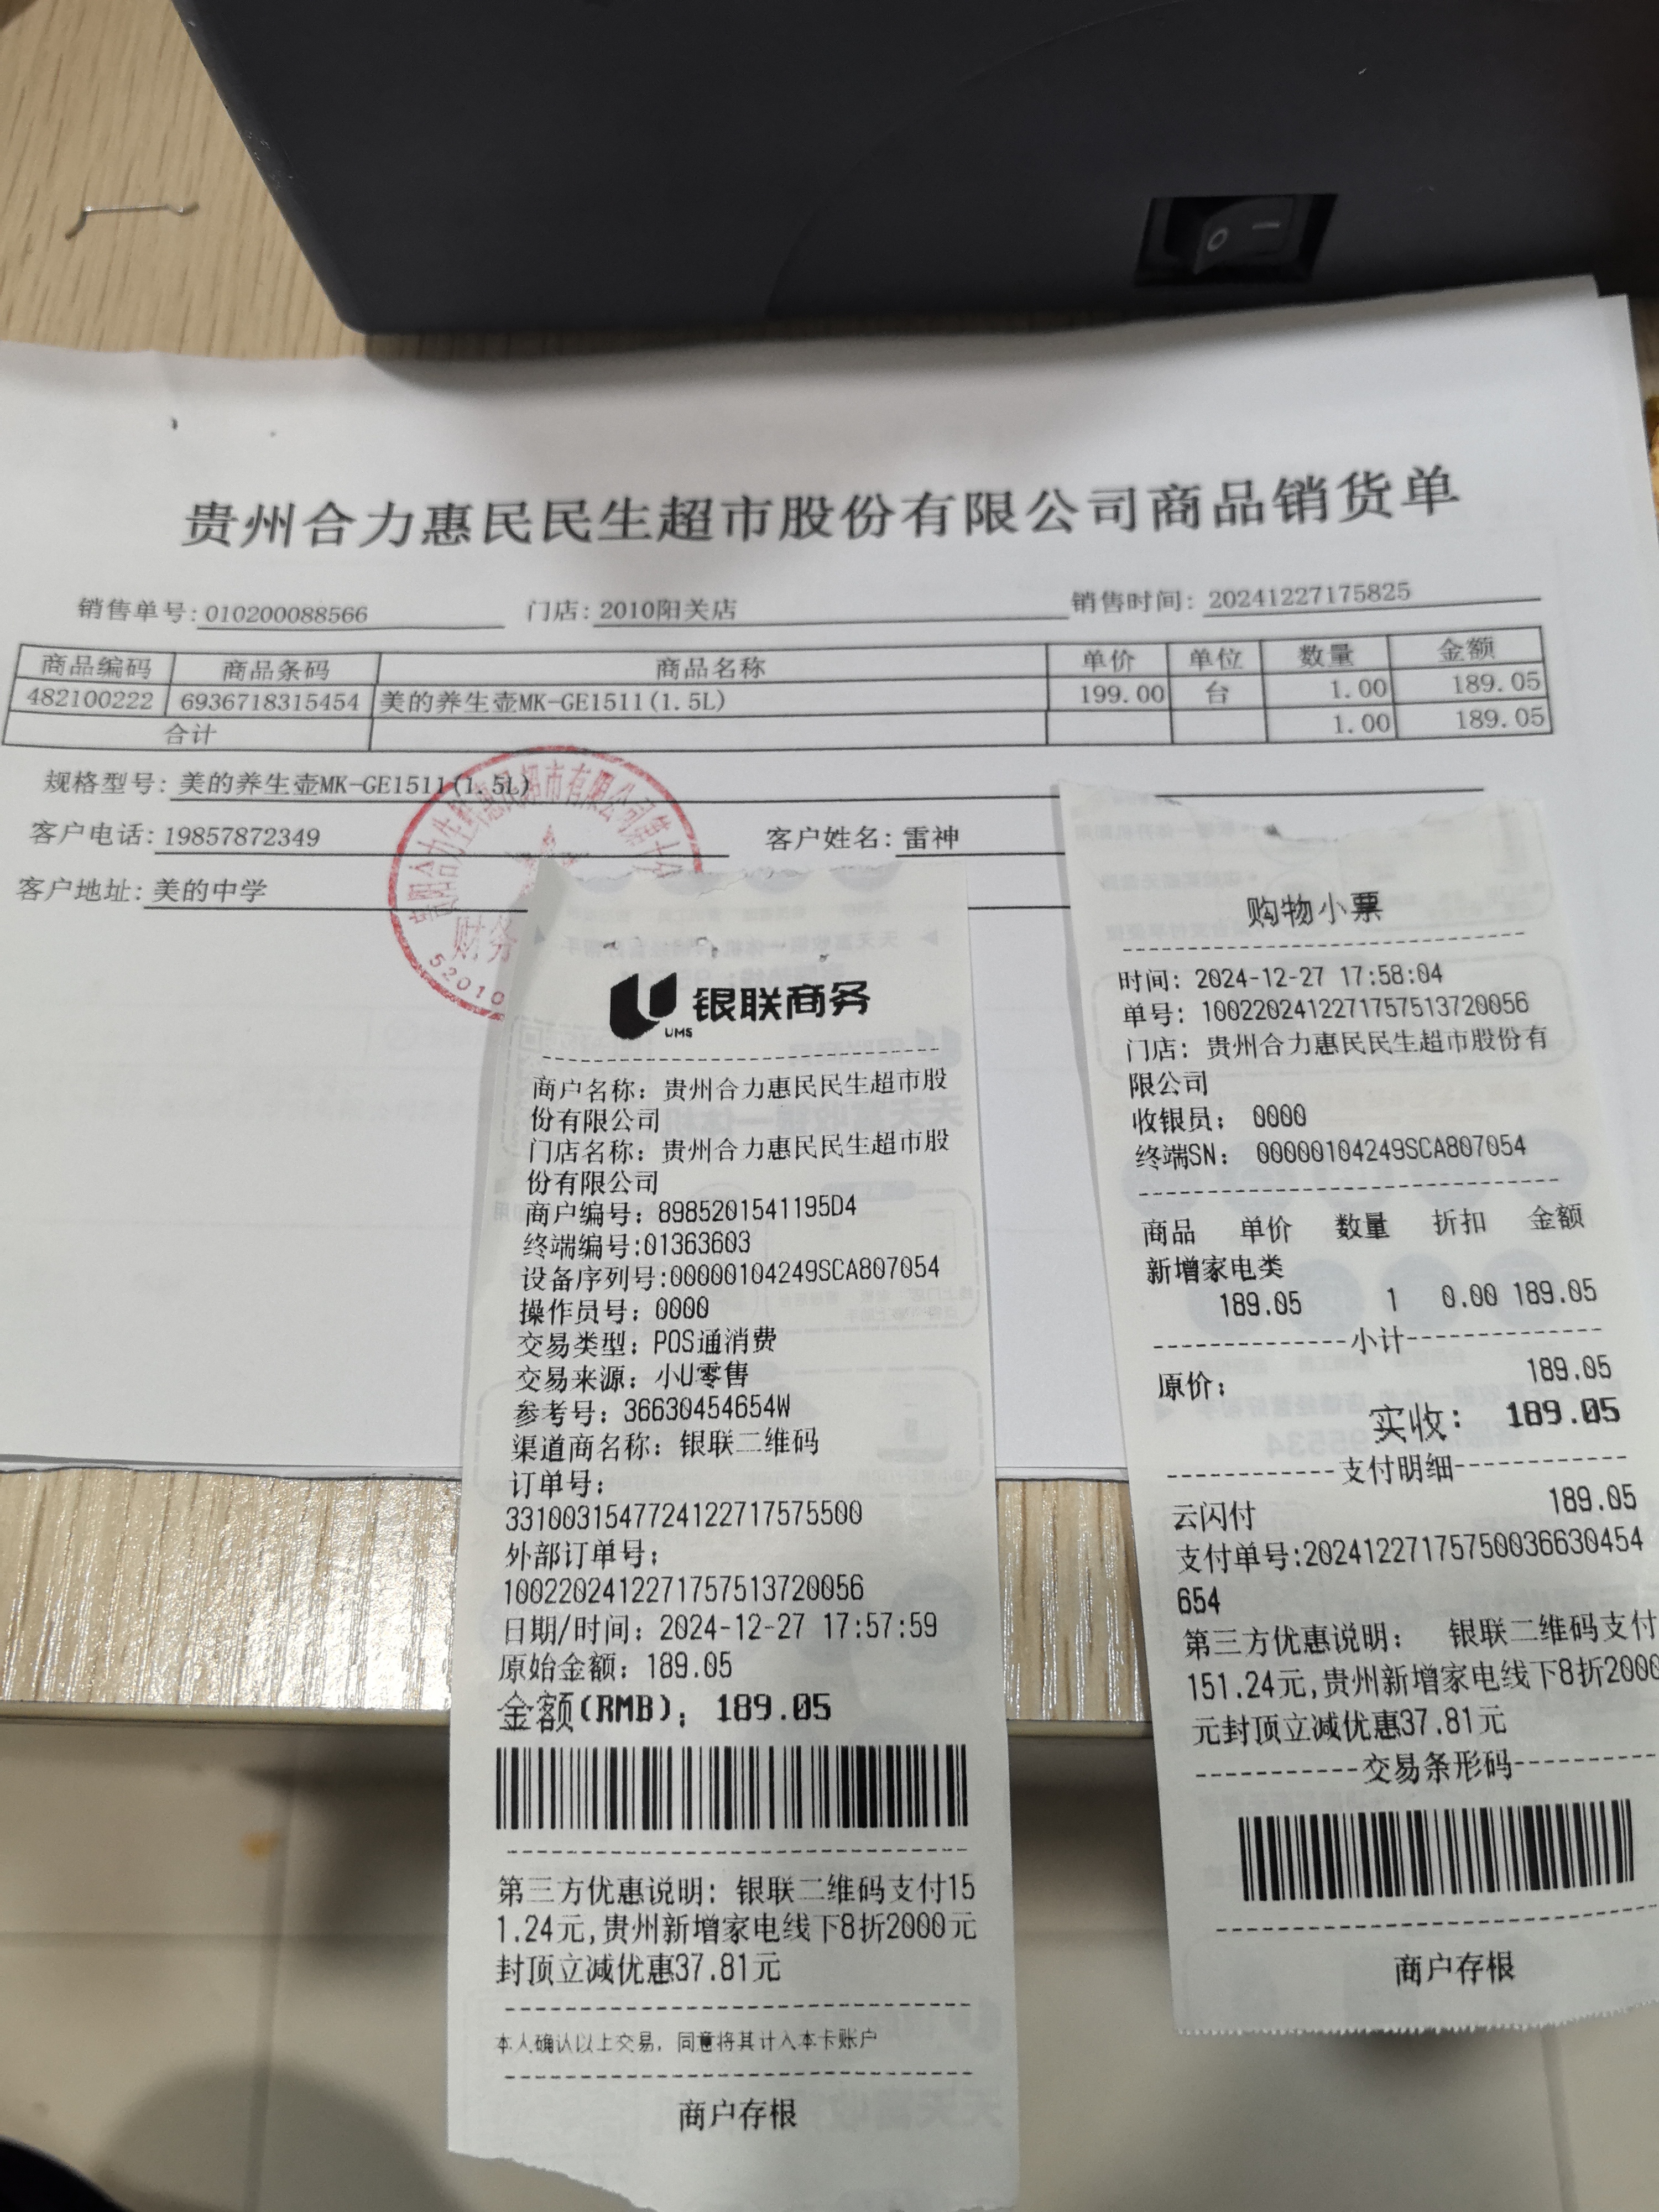 贵州合力惠民民生超市股份有限公司商品销货单
销售单号:010200088566 门店:2010阳关店 销售时间:20241227175825
商品编码 商品条码 商品名称 单价 单位 数量 金额
482100222 6936718315454 美的养生壶MK-GE1511(1.5L) 199.00 台 1.00 189.05
合计 1.00 189.05
规格型号:美的养生壶MK-GE1511(1.5L)
客户电话:19857872349 客户姓名:雷神
客户地址:美的中学
财务
52010
银联商务
UMS
商户名称：贵州合力惠民民生超市股
份有限公司
门店名称：贵州合力惠民民生超市股
份有限公司
商户编号：8985201541195D4
终端编号:01363603
设备序列号:00000104249SCA807054
操作员号：0000
交易类型：POS通消费
交易来源：小U零售
参考号：36630454654W
渠道商名称：银联二维码
订单号：
33100315477241227175755​00
外部订单号：
1002202412271757513720056
日期/时间：2024-12-27 17:57:59
原始金额：189.05
金额(RMB)：189.05
第三方优惠说明：银联二维码支付15
1.24元,贵州新增家电线下8折2000元
封顶立减优惠37.81元
本人确认以上交易，同意将其计入本卡账户
商户存根
购物小票
时间：2024-12-27 17:58:04
单号：1002202412271757513720056
门店：贵州合力惠民民生超市股份有
限公司
收银员：0000
终端SN：00000104249SCA807054
商品 单价 数量 折扣 金额
新增家电类
189.05 1 0.00 189.05
小计
原价： 189.05
实收： 189.05
支付明细
云闪付 189.05
支付单号:20241227175750036630454
654
第三方优惠说明： 银联二维码支付
151.24元,贵州新增家电线下8折2000
元封顶立减优惠37.81元
交易条形码
商户存根